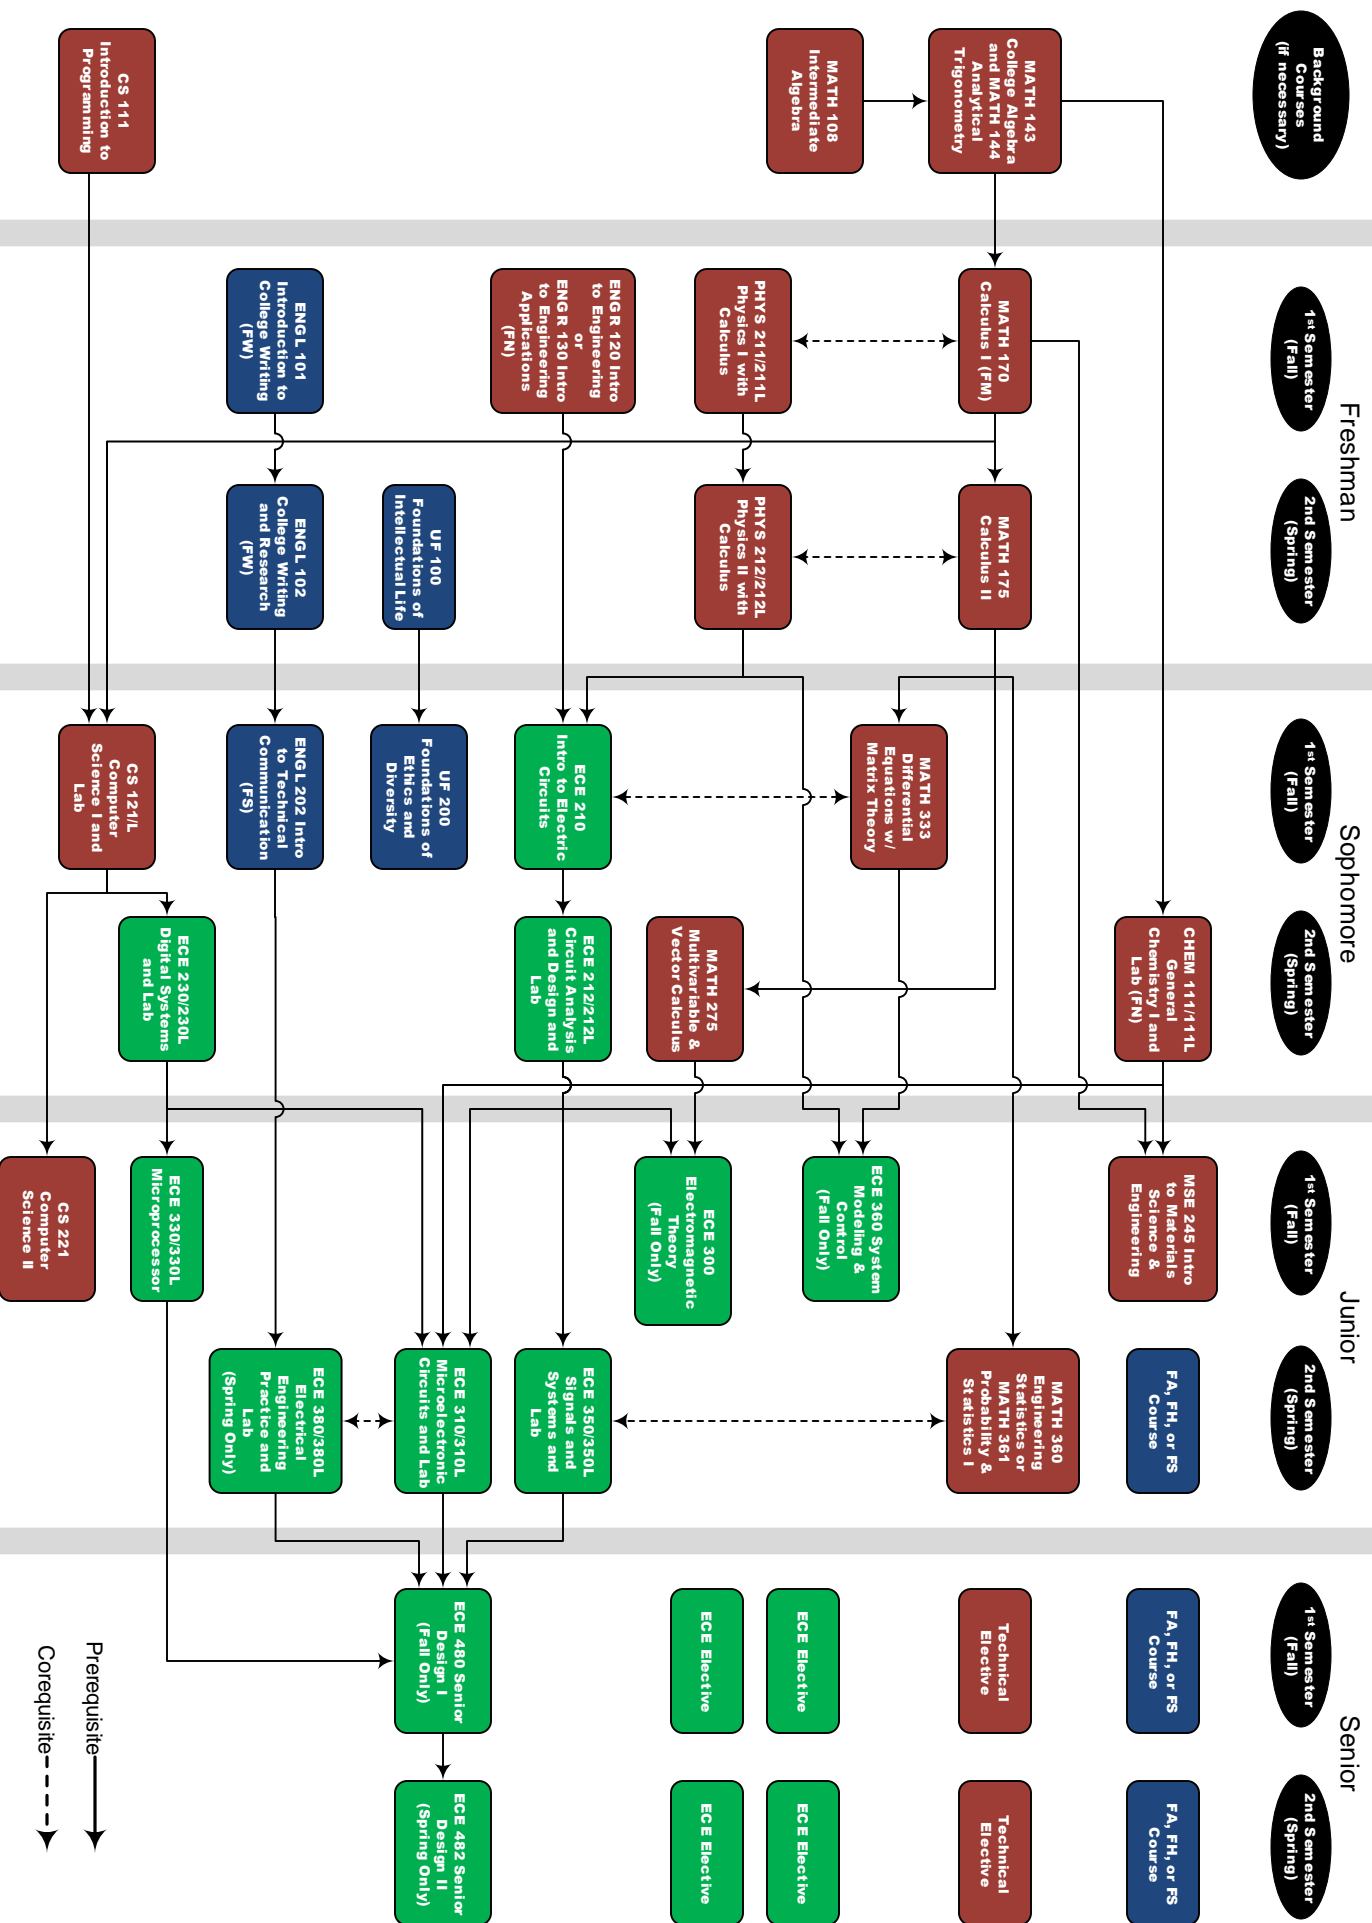 Freshman
Sophomore
Junior
Senior
Background
Courses
(if necessary)
1st Semester
(Fall)
2nd Semester
(Spring)
1st Semester
(Fall)
2nd Semester
(Spring)
1st Semester
(Fall)
2nd Semester
(Spring)
1st Semester
(Fall)
2nd Semester
(Spring)
CHEM 111/111L
General
Chemistry I and
Lab (FN)
MSE 245 Intro
to Materials
Science &
Engineering
FA, FH, or FS
Course
FA, FH, or FS
Course
FA, FH, or FS
Course
MATH 143
College Algebra
and MATH 144
Analytical
Trigonometry
MATH 170
Calculus I (FM)
MATH 175
Calculus II
MATH 360
Engineering
Statistics or
MATH 361
Probability &
Statistics I
Technical
Elective
Technical
Elective
MATH 108
Intermediate
Algebra
MATH 333
Differential
Equations w/
Matrix Theory
ECE 360 System
Modeling &
Control
(Fall Only)
ECE Elective
ECE Elective
PHYS 211/211L
Physics I with
Calculus
PHYS 212/212L
Physics II with
Calculus
MATH 275
Multivariable &
Vector Calculus
ECE 300
Electromagnetic
Theory
(Fall Only)
ECE Elective
ECE Elective
ENGR 120 Intro
to Engineering
or
ENGR 130 Intro
to Engineering
Applications
(FN)
ECE 210
Intro to Electric
Circuits
ECE 212/212L
Circuit Analysis
and Design and
Lab
ECE 350/350L
Signals and
Systems and
Lab
UF 100
Foundations of
Intellectual Life
UF 200
Foundations of
Ethics and
Diversity
ECE 310/310L
Microelectronic
Circuits and Lab
ECE 480 Senior
Design I
(Fall Only)
ECE 482 Senior
Design II
(Spring Only)
ENGL 101
Introduction to
College Writing
(FW)
ENGL 102
College Writing
and Research
(FW)
ENGL 202 Intro
to Technical
Communication
(FS)
ECE 380/380L
Electrical
Engineering
Practice and
Lab
(Spring Only)
ECE 230/230L
Digital Systems
and Lab
ECE 330/330L
Microprocessor
CS 111
Introduction to
Programming
CS 121/L
Computer
Science I and
Lab
CS 221
Computer
Science II
Prerequisite
Corequisite